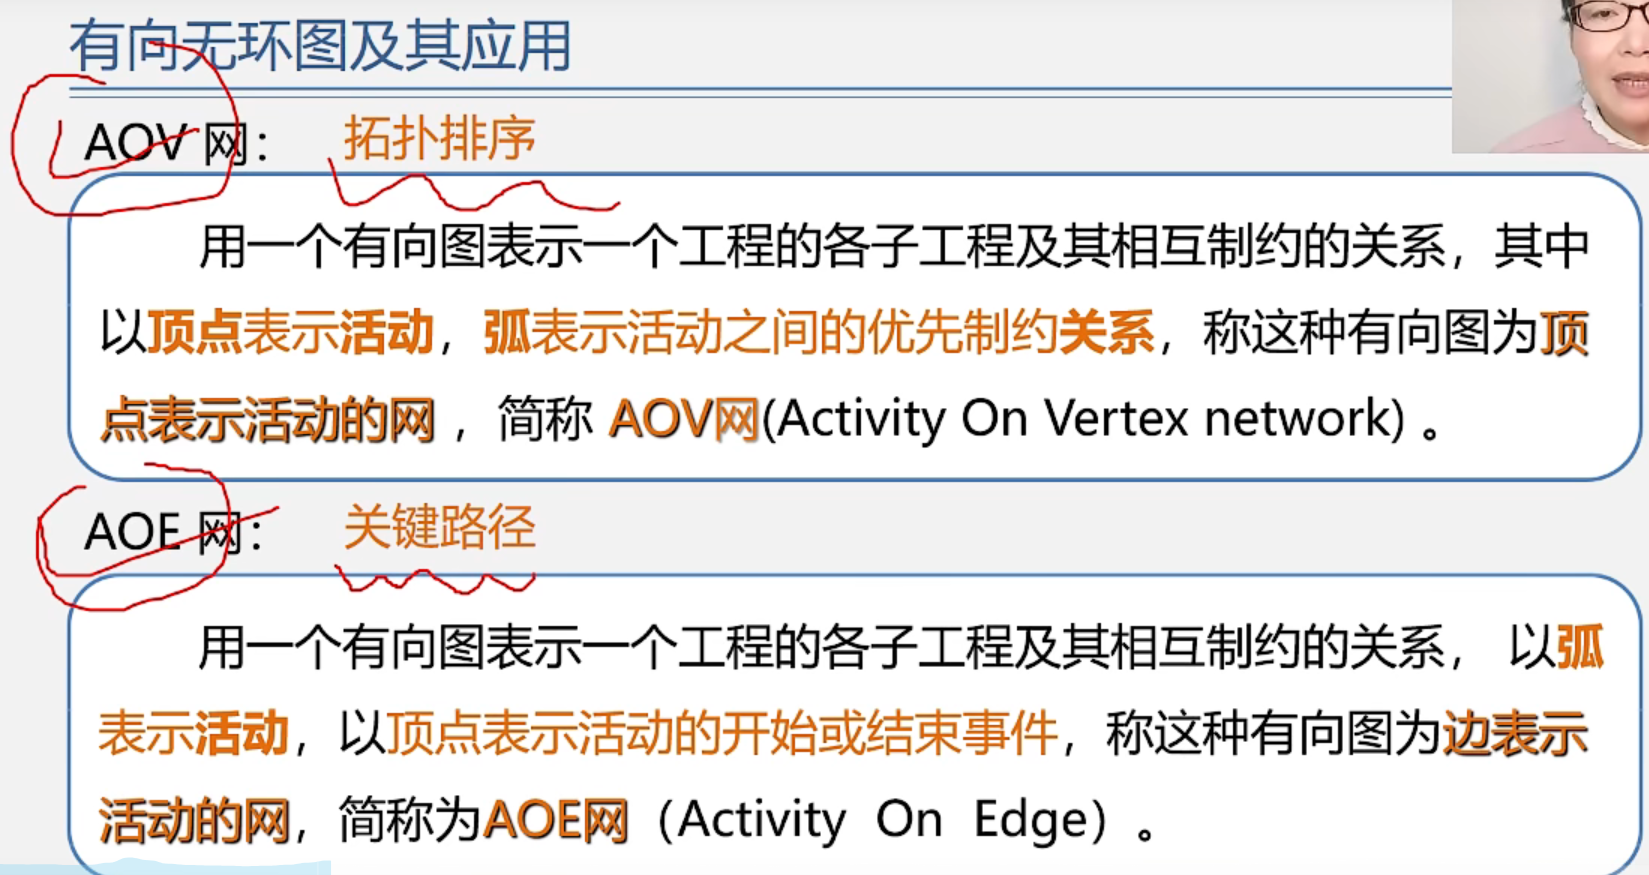 有向无环图及其应用
AOV 网： 拓扑排序
用一个有向图表示一个工程的各子工程及其相互制约的关系，其中
以顶点表示活动，弧表示活动之间的优先制约关系，称这种有向图为顶
点表示活动的网 ，简称 AOV网(Activity On Vertex network) 。
AOE 网： 关键路径
用一个有向图表示一个工程的各子工程及其相互制约的关系， 以弧
表示活动，以顶点表示活动的开始或结束事件，称这种有向图为边表示
活动的网，简称为AOE网（Activity On Edge）。